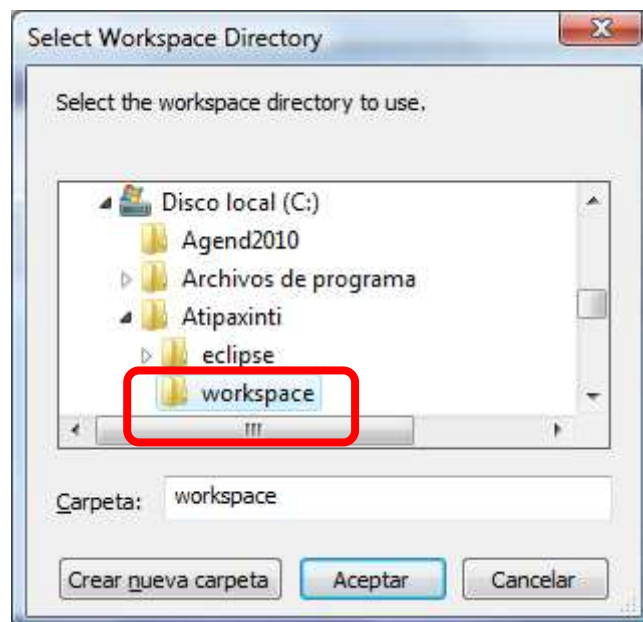 Select Workspace Directory
Select the workspace directory to use.
Disco local (C:)
Agend2010
Archivos de programa
Atipaxinti
eclipse
workspace
Carpeta: workspace
Crear nueva carpeta Aceptar Cancelar